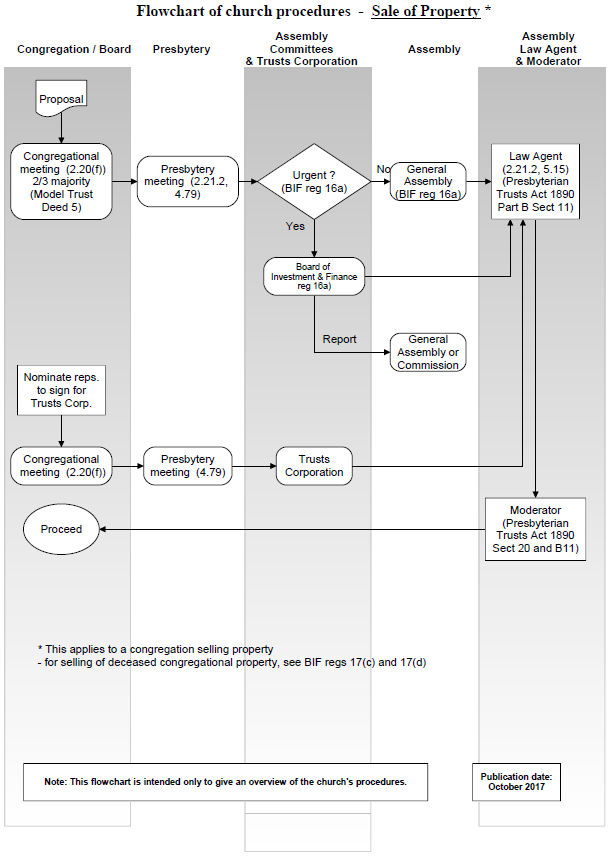 Flowchart of church procedures - Sale of Property *
Congregation / Board
Presbytery
Assembly
Committees
& Trusts Corporation
Assembly
Assembly
Law Agent
& Moderator
Proposal
Congregational
meeting (2.20(f))
2/3 majority
(Model Trust
Deed 5)
Presbytery
meeting (2.21.2,
4.79)
Urgent ?
(BIF reg 16a)
No
General
Assembly
(BIF reg 16a)
Law Agent
(2.21.2, 5.15)
(Presbyterian
Trusts Act 1890
Part B Sect 11)
Yes
Board of
Investment & Finance
reg 16a)
Report
General
Assembly or
Commission
Nominate reps.
to sign for
Trusts Corp.
Congregational
meeting (2.20(f))
Presbytery
meeting (4.79)
Trusts
Corporation
Moderator
(Presbyterian
Trusts Act 1890
Sect 20 and B11)
Proceed
* This applies to a congregation selling property
- for selling of deceased congregational property, see BIF regs 17(c) and 17(d)
Note: This flowchart is intended only to give an overview of the church's procedures.
Publication date:
October 2017